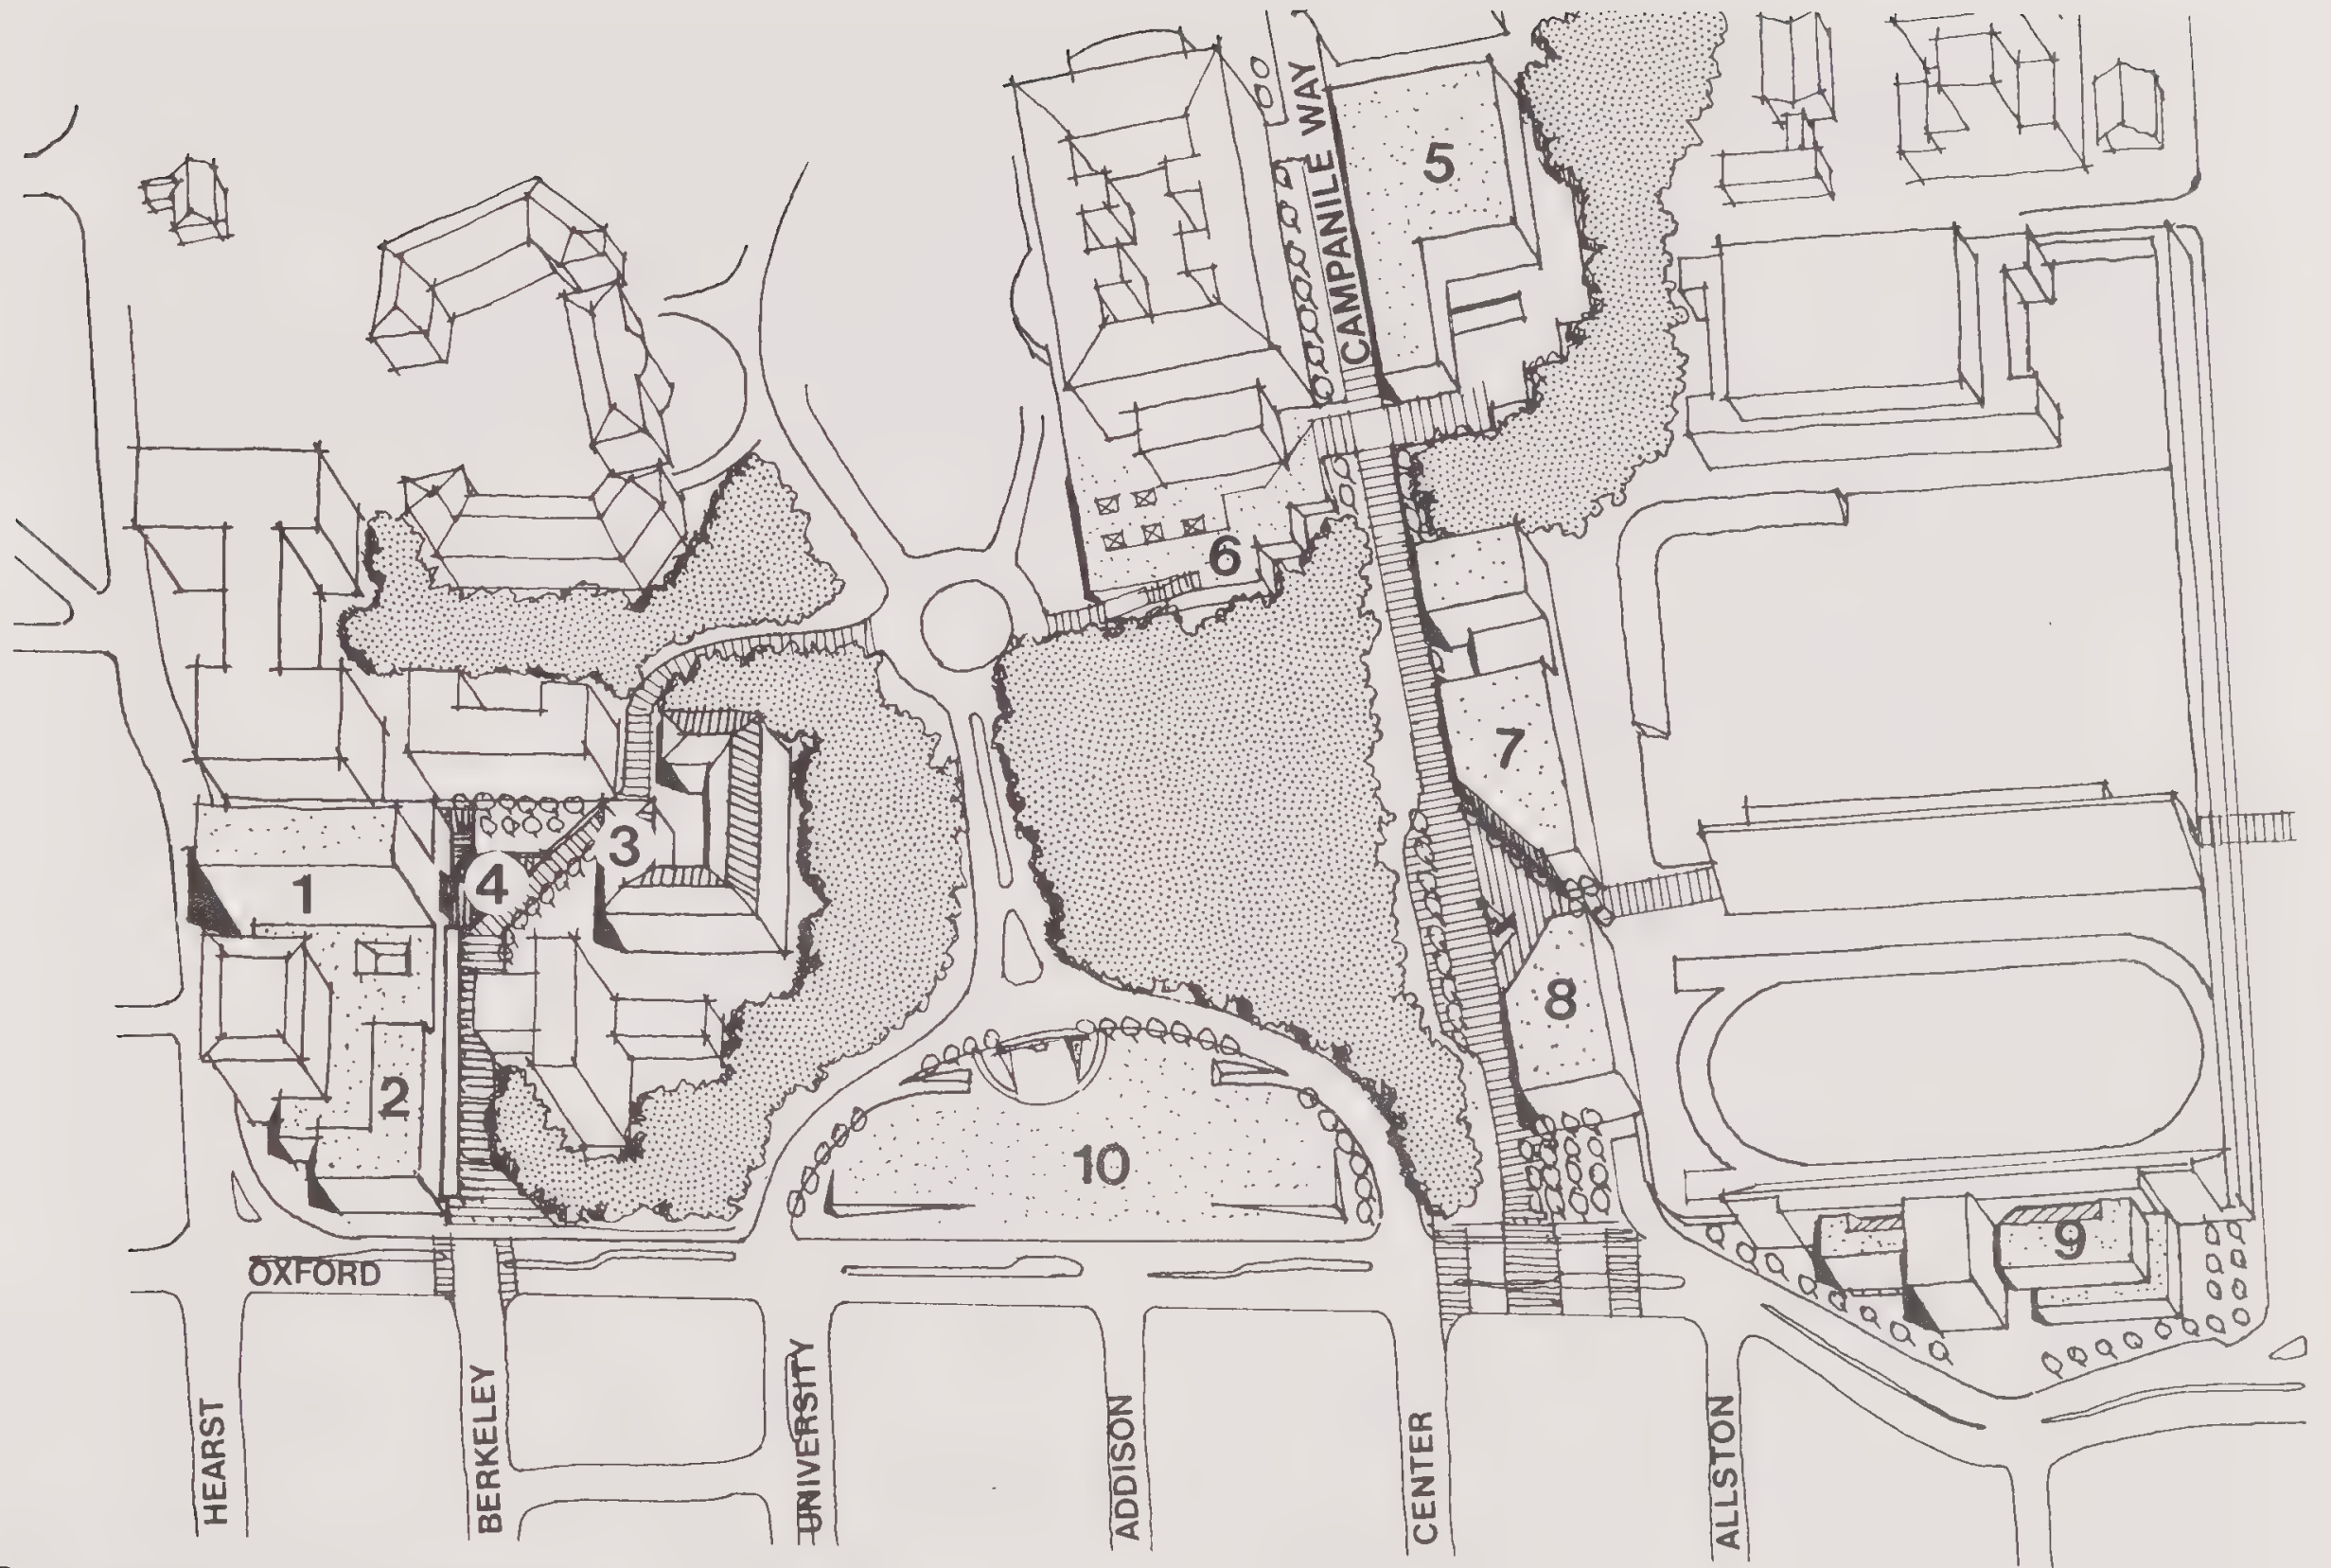 CAMPANILE WAY
5
6
7
3
4
1
8
2
10
9
OXFORD
HEARST
BERKELEY
UNIVERSITY
ADDISON
CENTER
ALLSTON